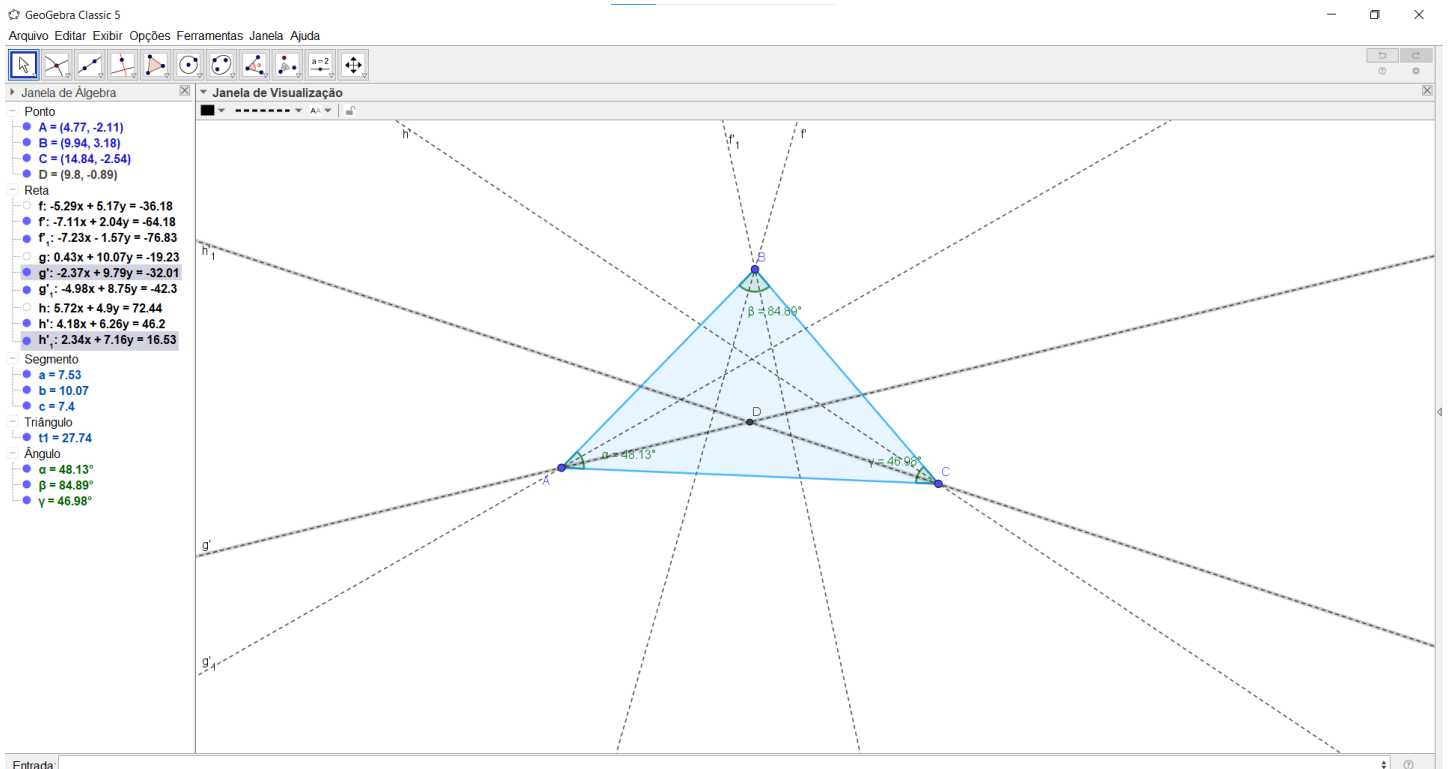 GeoGebra Classic 5
Arquivo Editar Exibir Opções Ferramentas Janela Ajuda
a=2
Janela de Álgebra
Janela de Visualização
AA
Ponto
A = (4.77, -2.11)
B = (9.94, 3.18)
C = (14.84, -2.54)
D = (9.8, -0.89)
Reta
f: -5.29x + 5.17y = -36.18
f': -7.11x + 2.04y = -64.18
f'₁: -7.23x - 1.57y = -76.83
g: 0.43x + 10.07y = -19.23
g': -2.37x + 9.79y = -32.01
g'₁: -4.98x + 8.75y = -42.3
h: 5.72x + 4.9y = 72.44
h': 4.18x + 6.26y = 46.2
h'₁: 2.34x + 7.16y = 16.53
Segmento
a = 7.53
b = 10.07
c = 7.4
Triângulo
t1 = 27.74
Ângulo
α = 48.13°
β = 84.89°
γ = 46.98°
h'
f'₁
f'
h'₁
B
β = 84.89°
D
α = 48.13°
γ = 46.98°
A
C
g'
g'₁
Entrada: